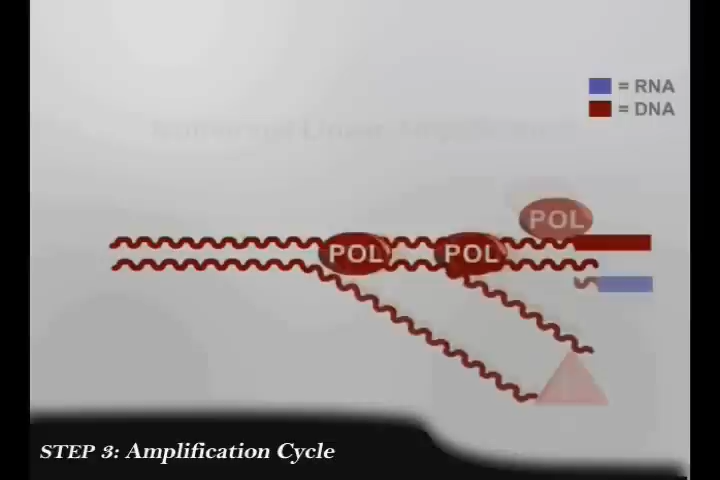 = RNA
= DNA
POL
POL POL
STEP 3: Amplification Cycle